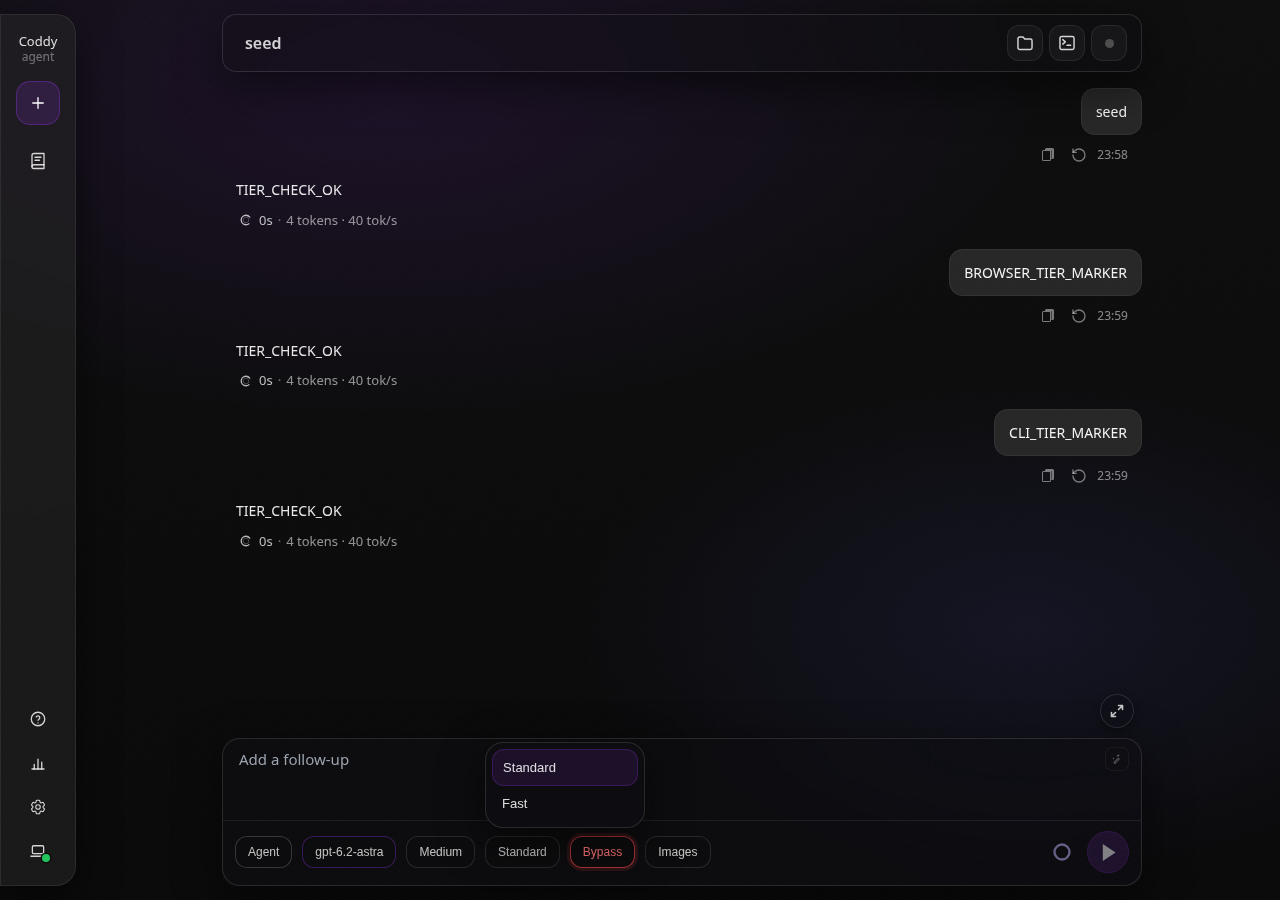 Coddy
agent
seed
seed
23:58
TIER_CHECK_OK
0s · 4 tokens · 40 tok/s
BROWSER_TIER_MARKER
23:59
TIER_CHECK_OK
0s · 4 tokens · 40 tok/s
CLI_TIER_MARKER
23:59
TIER_CHECK_OK
0s · 4 tokens · 40 tok/s
Add a follow-up
Standard
Fast
Agent
gpt-6.2-astra
Medium
Standard
Bypass
Images